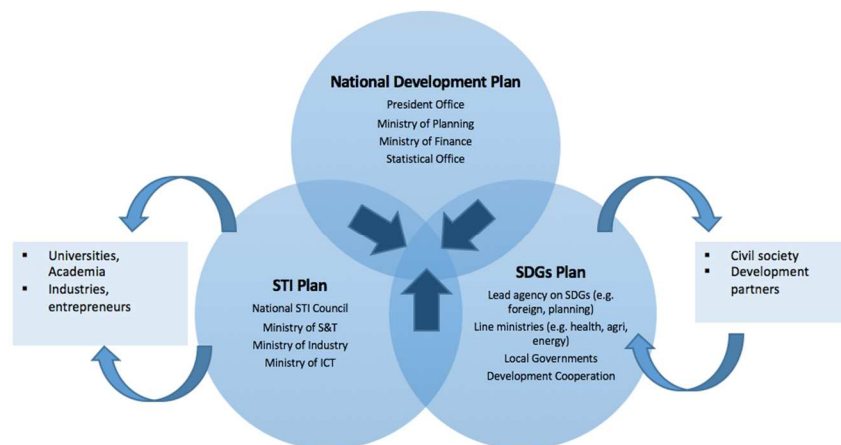 National Development Plan
President Office
Ministry of Planning
Ministry of Finance
Statistical Office
▪ Universities,
Academia
▪ Industries,
entrepreneurs
STI Plan
National STI Council
Ministry of S&T
Ministry of Industry
Ministry of ICT
SDGs Plan
Lead agency on SDGs (e.g.
foreign, planning)
Line ministries (e.g. health, agri,
energy)
Local Governments
Development Cooperation
▪ Civil society
▪ Development
partners